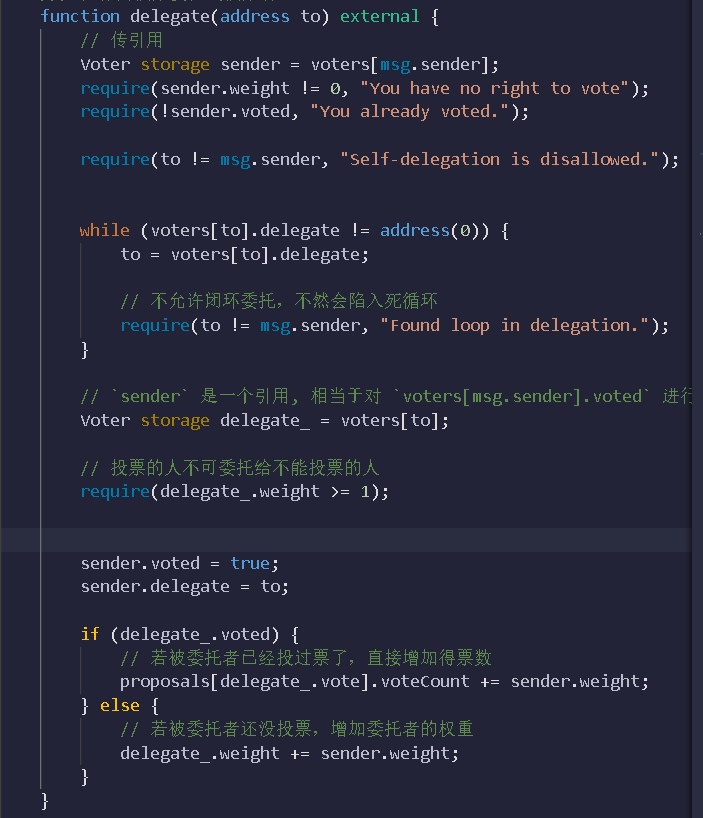 function delegate(address to) external {
// 传引用
Voter storage sender = voters[msg.sender];
require(sender.weight != 0, "You have no right to vote");
require(!sender.voted, "You already voted.");
require(to != msg.sender, "Self-delegation is disallowed.");
while (voters[to].delegate != address(0)) {
to = voters[to].delegate;
// 不允许闭环委托，不然会陷入死循环
require(to != msg.sender, "Found loop in delegation.");
}
// `sender` 是一个引用, 相当于对 `voters[msg.sender].voted` 进行
Voter storage delegate_ = voters[to];
// 投票的人不可委托给不能投票的人
require(delegate_.weight >= 1);
sender.voted = true;
sender.delegate = to;
if (delegate_.voted) {
// 若被委托者已经投过票了，直接增加得票数
proposals[delegate_.vote].voteCount += sender.weight;
} else {
// 若被委托者还没投票，增加委托者的权重
delegate_.weight += sender.weight;
}
}